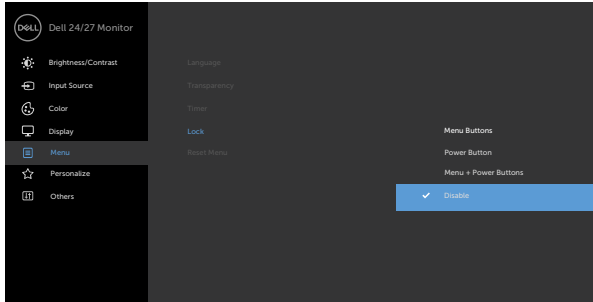 DELL
Dell 24/27 Monitor
Brightness/Contrast
Input Source
Color
Display
Menu
Personalize
Others
Language
Transparency
Timer
Lock
Reset Menu
Menu Buttons
Power Button
Menu + Power Buttons
Disable